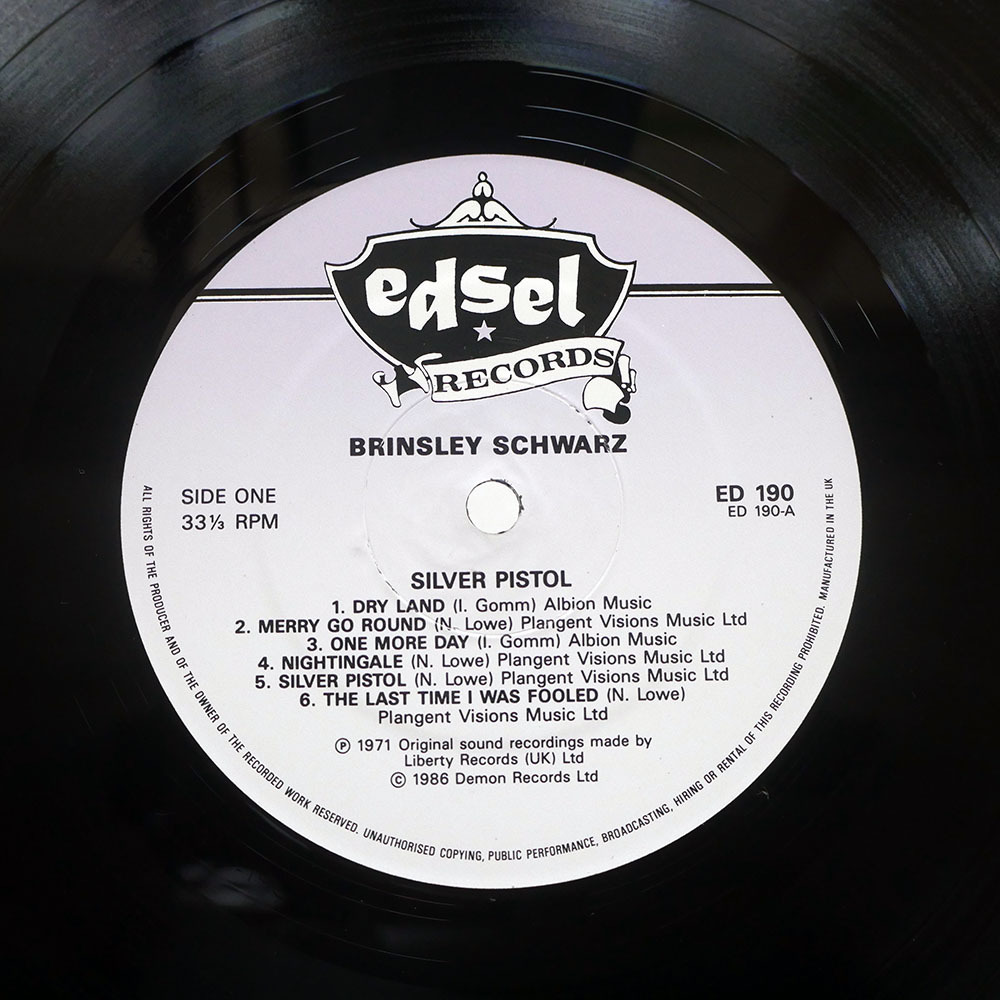 edsel
RECORDS
BRINSLEY SCHWARZ
SIDE ONE
33⅓ RPM
ED 190
ED 190-A
SILVER PISTOL
1. DRY LAND (I. Gomm) Albion Music
2. MERRY GO ROUND (N. Lowe) Plangent Visions Music Ltd
3. ONE MORE DAY (I. Gomm) Albion Music
4. NIGHTINGALE (N. Lowe) Plangent Visions Music Ltd
5. SILVER PISTOL (N. Lowe) Plangent Visions Music Ltd
6. THE LAST TIME I WAS FOOLED (N. Lowe)
Plangent Visions Music Ltd
Ⓟ 1971 Original sound recordings made by
Liberty Records (UK) Ltd
© 1986 Demon Records Ltd
ALL RIGHTS OF THE PRODUCER AND OF THE OWNER OF THE RECORDED WORK RESERVED. UNAUTHORISED COPYING, PUBLIC PERFORMANCE, BROADCASTING, HIRING OR RENTAL OF THIS RECORDING PROHIBITED. MANUFACTURED IN THE UK